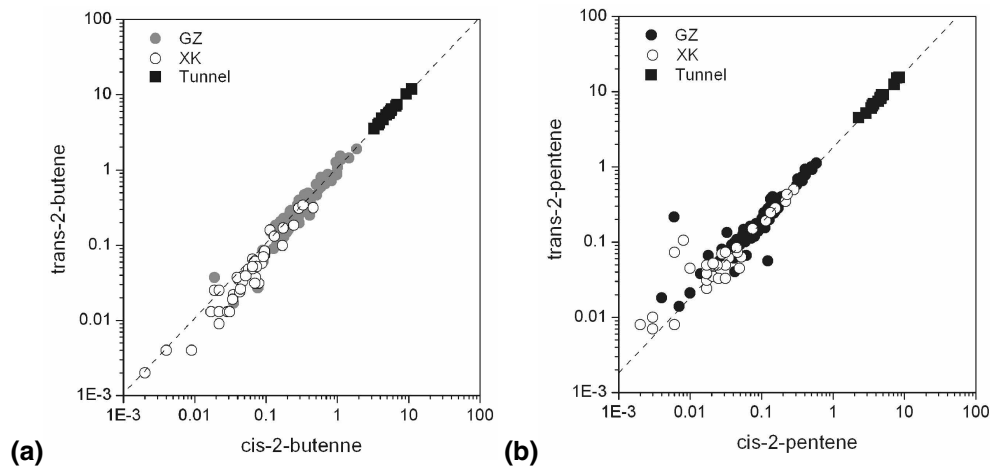 100
10
1
0.1
0.01
1E-3
trans-2-butene
GZ
XK
Tunnel
1E-3
0.01
0.1
1
10
100
cis-2-butenne
(a)
100
10
1
0.1
0.01
1E-3
trans-2-pentene
GZ
XK
Tunnel
1E-3
0.01
0.1
1
10
100
cis-2-pentene
(b)